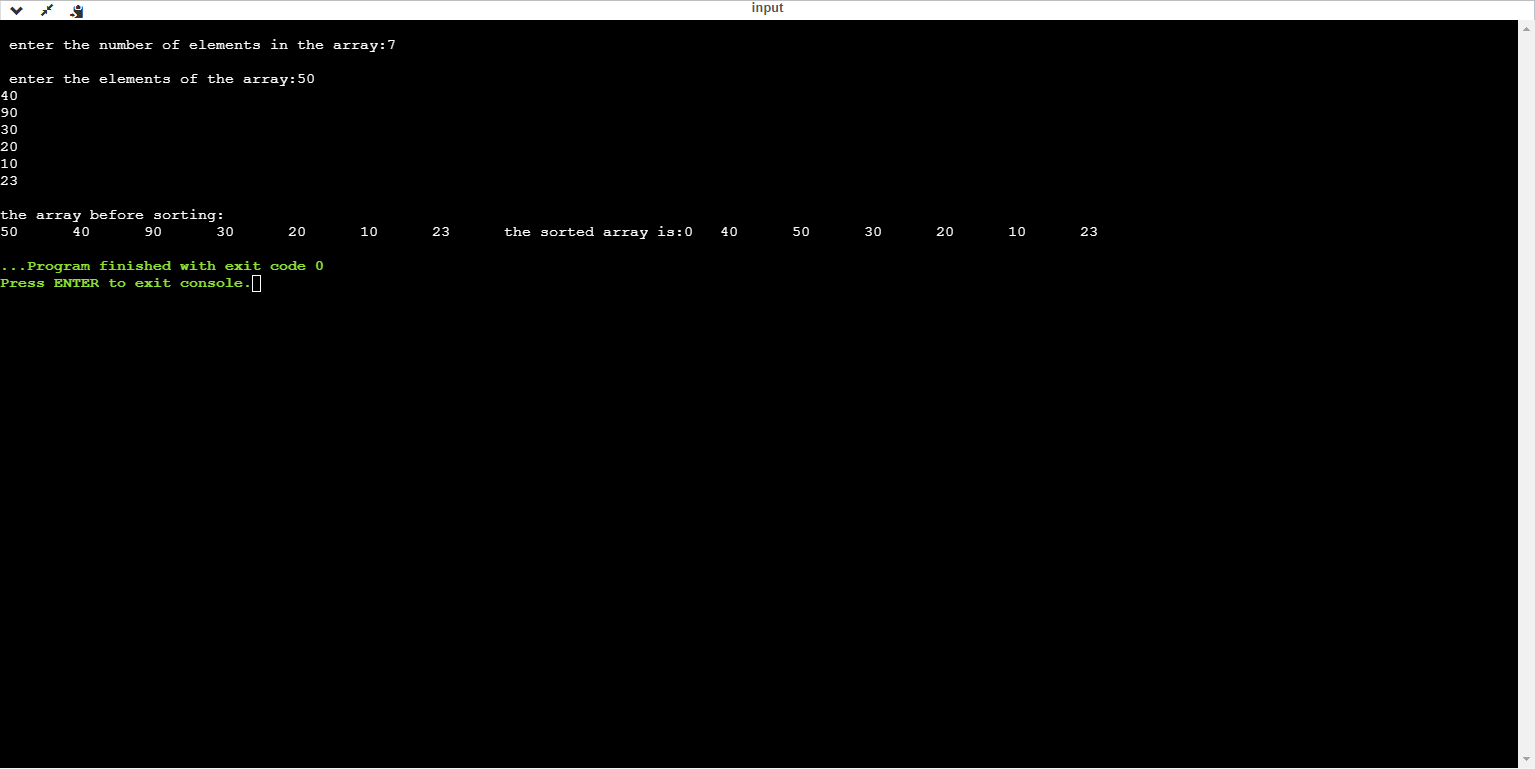 input
enter the number of elements in the array:7
enter the elements of the array:50
40
90
30
20
10
23
the array before sorting:
50 40 90 30 20 10 23 the sorted array is:0 40 50 30 20 10 23
...Program finished with exit code 0
Press ENTER to exit console.